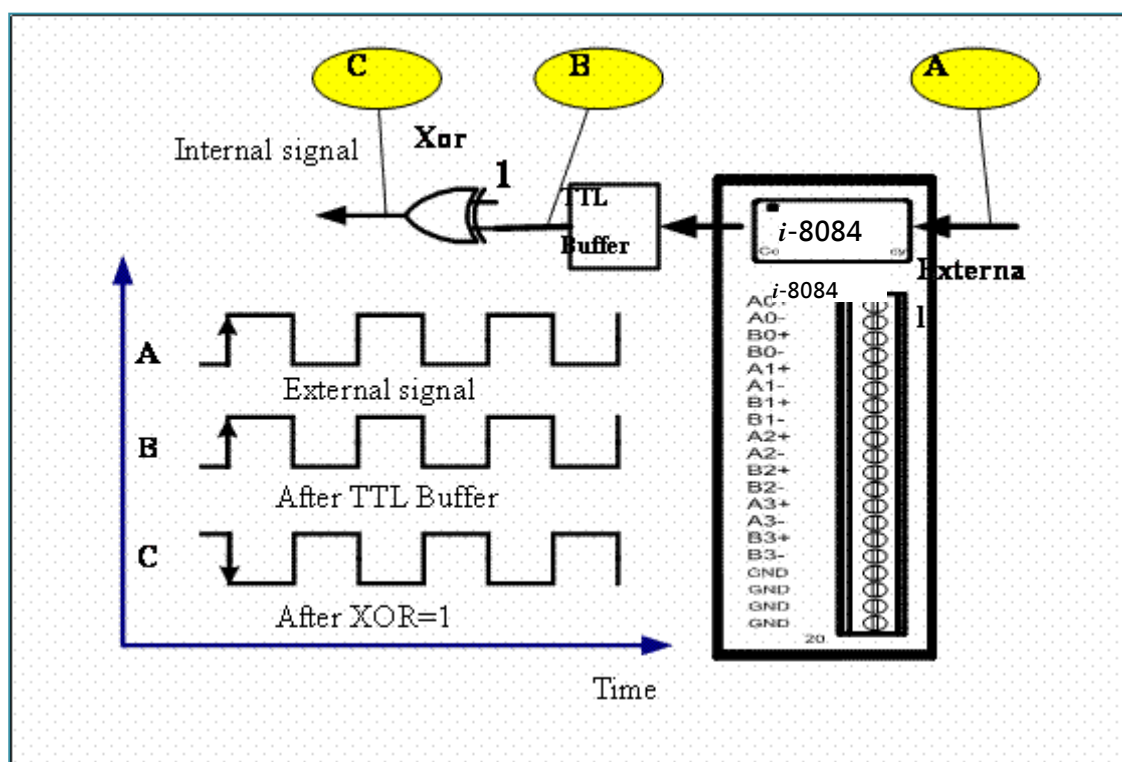 C
B
A
Xor
Internal signal
1
TTL
Buffer
i-8084
Externa
l
i-8084
A0-
B0+
B0-
A1+
A1-
B1+
B1-
A2+
A2-
B2+
B2-
A3+
A3-
B3+
B3-
GND
GND
GND
GND
20
A
External signal
B
After TTL Buffer
C
After XOR=1
Time